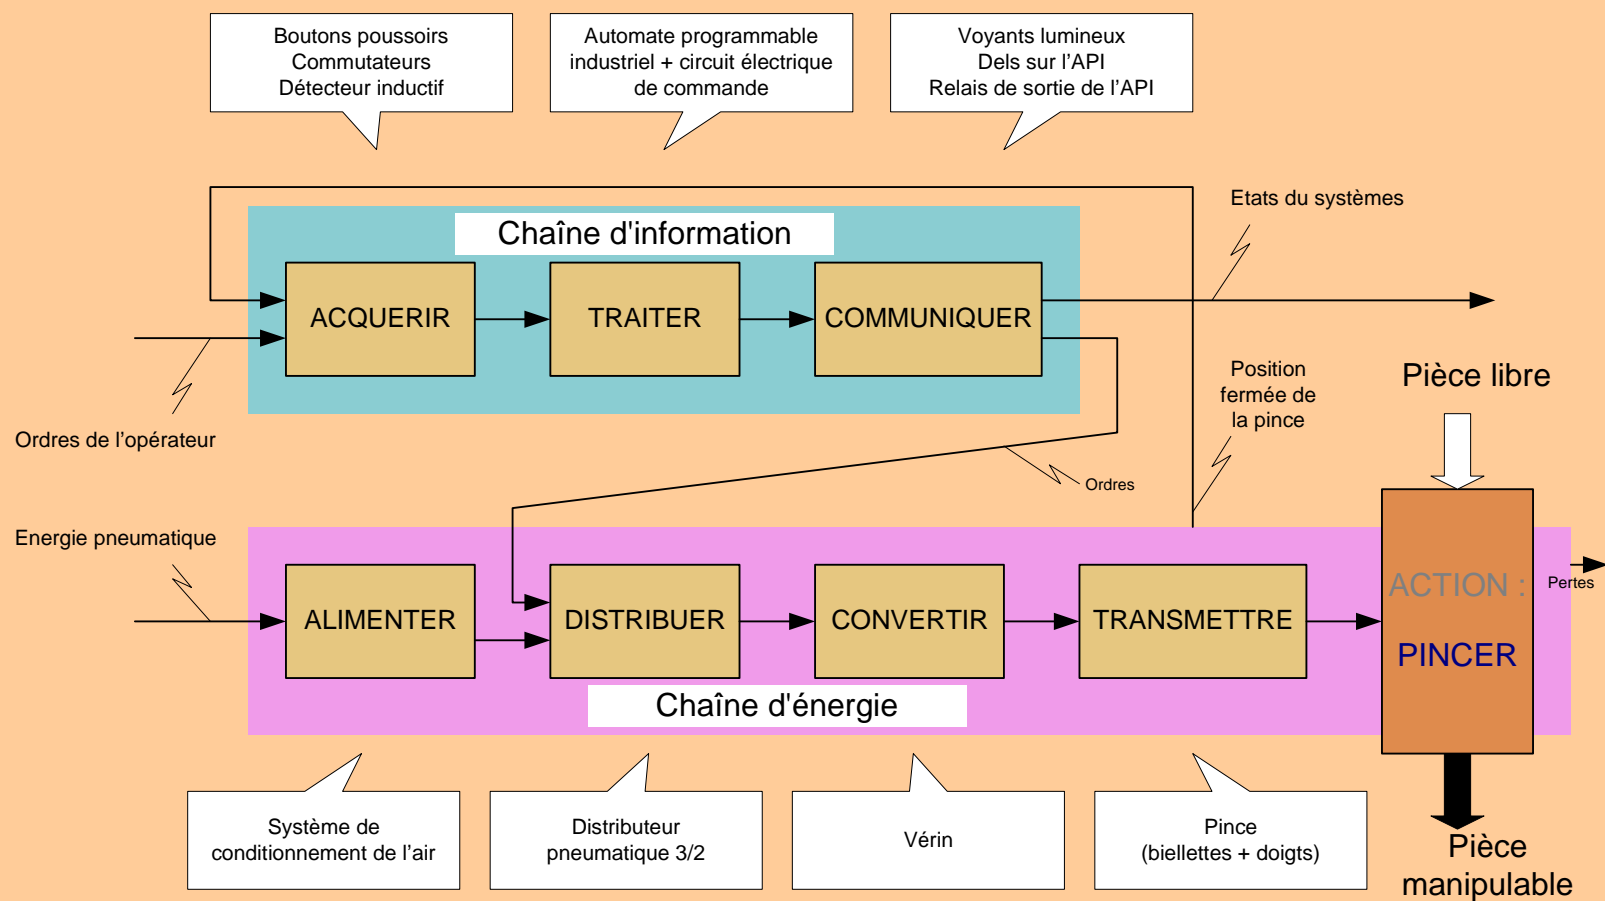 Boutons poussoirs
Commutateurs
Détecteur inductif
Automate programmable
industriel + circuit électrique
de commande
Voyants lumineux
Dels sur l'API
Relais de sortie de l'API
Etats du systèmes
Chaîne d'information
ACQUERIR
TRAITER
COMMUNIQUER
Ordres de l'opérateur
Position
fermée de
la pince
Pièce libre
Ordres
Energie pneumatique
ALIMENTER
DISTRIBUER
CONVERTIR
TRANSMETTRE
ACTION :
PINCER
Pertes
Chaîne d'énergie
Système de
conditionnement de l'air
Distributeur
pneumatique 3/2
Vérin
Pince
(biellettes + doigts)
Pièce
manipulable